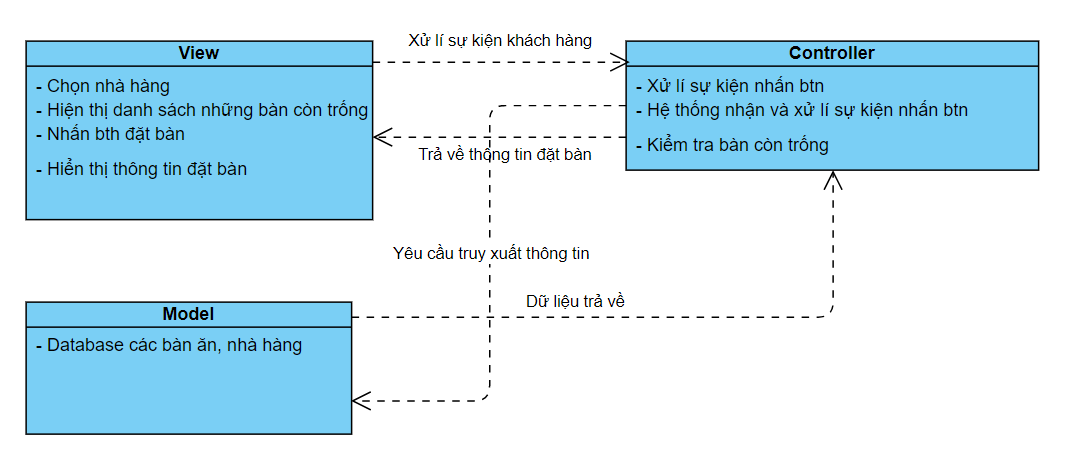 Xử lí sự kiện khách hàng
View
- Chọn nhà hàng
- Hiện thị danh sách những bàn còn trống
- Nhấn bth đặt bàn
- Hiển thị thông tin đặt bàn
Controller
- Xử lí sự kiện nhấn btn
- Hệ thống nhận và xử lí sự kiện nhấn btn
- Kiểm tra bàn còn trống
Trả về thông tin đặt bàn
Yêu cầu truy xuất thông tin
Dữ liệu trả về
Model
- Database các bàn ăn, nhà hàng